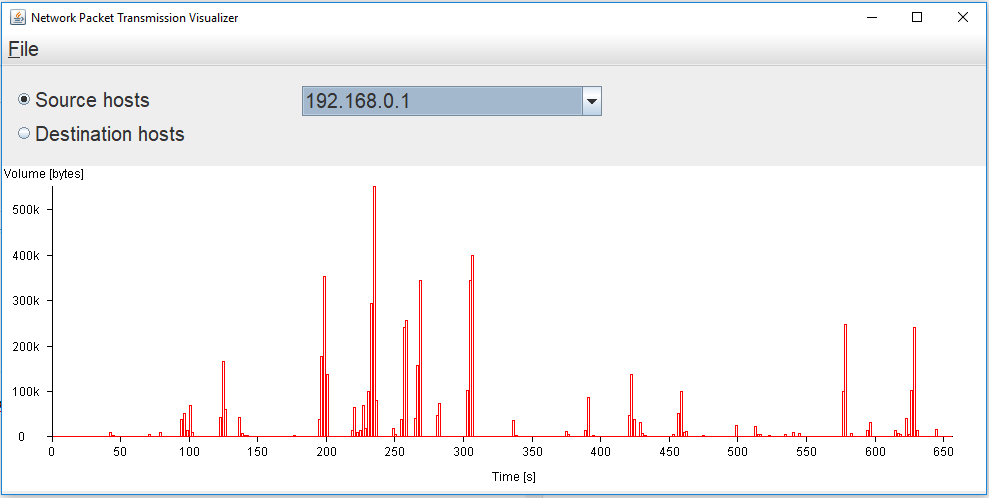 Network Packet Transmission Visualizer
File
Source hosts
192.168.0.1
Destination hosts
Volume [bytes]
500k
400k
300k
200k
100k
0
0 50 100 150 200 250 300 350 400 450 500 550 600 650
Time [s]